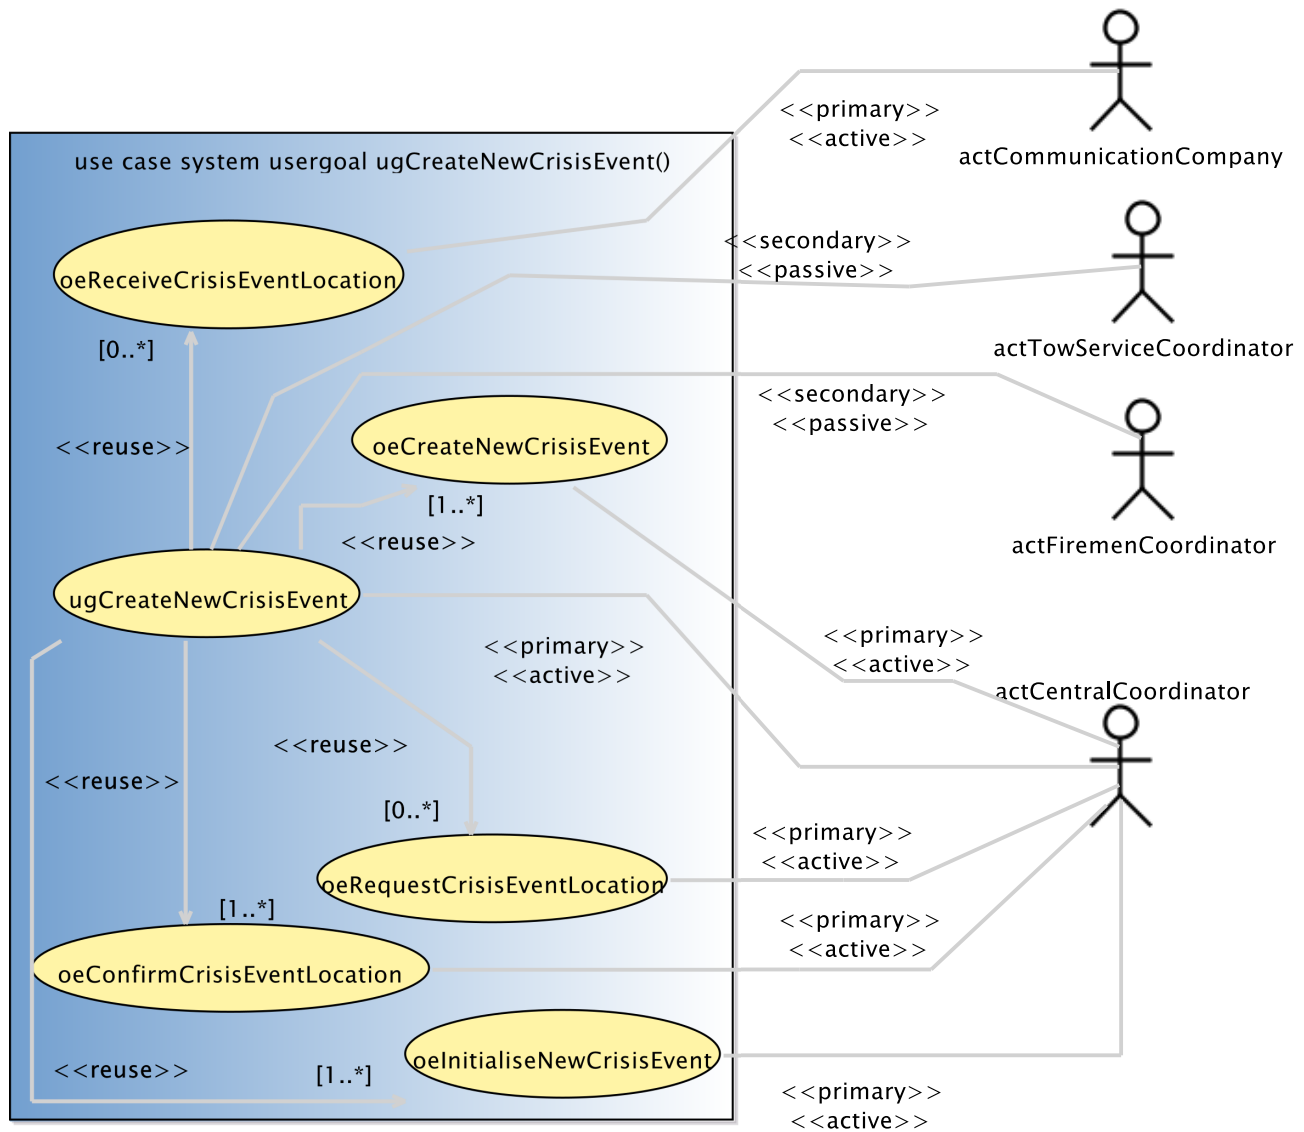 <<primary>>
<<active>>
actCommunicationCompany
use case system usergoal ugCreateNewCrisisEvent()
<<secondary>>
<<passive>>
oeReceiveCrisisEventLocation
[0..*]
actTowServiceCoordinator
<<secondary>>
<<passive>>
<<reuse>>
oeCreateNewCrisisEvent
[1..*]
<<reuse>>
actFiremenCoordinator
ugCreateNewCrisisEvent
<<primary>>
<<active>>
<<primary>>
<<active>>
actCentralCoordinator
<<reuse>>
<<reuse>>
[0..*]
<<primary>>
<<active>>
oeRequestCrisisEventLocation
[1..*]
<<primary>>
<<active>>
oeConfirmCrisisEventLocation
oeInitialiseNewCrisisEvent
<<reuse>>
[1..*]
<<primary>>
<<active>>